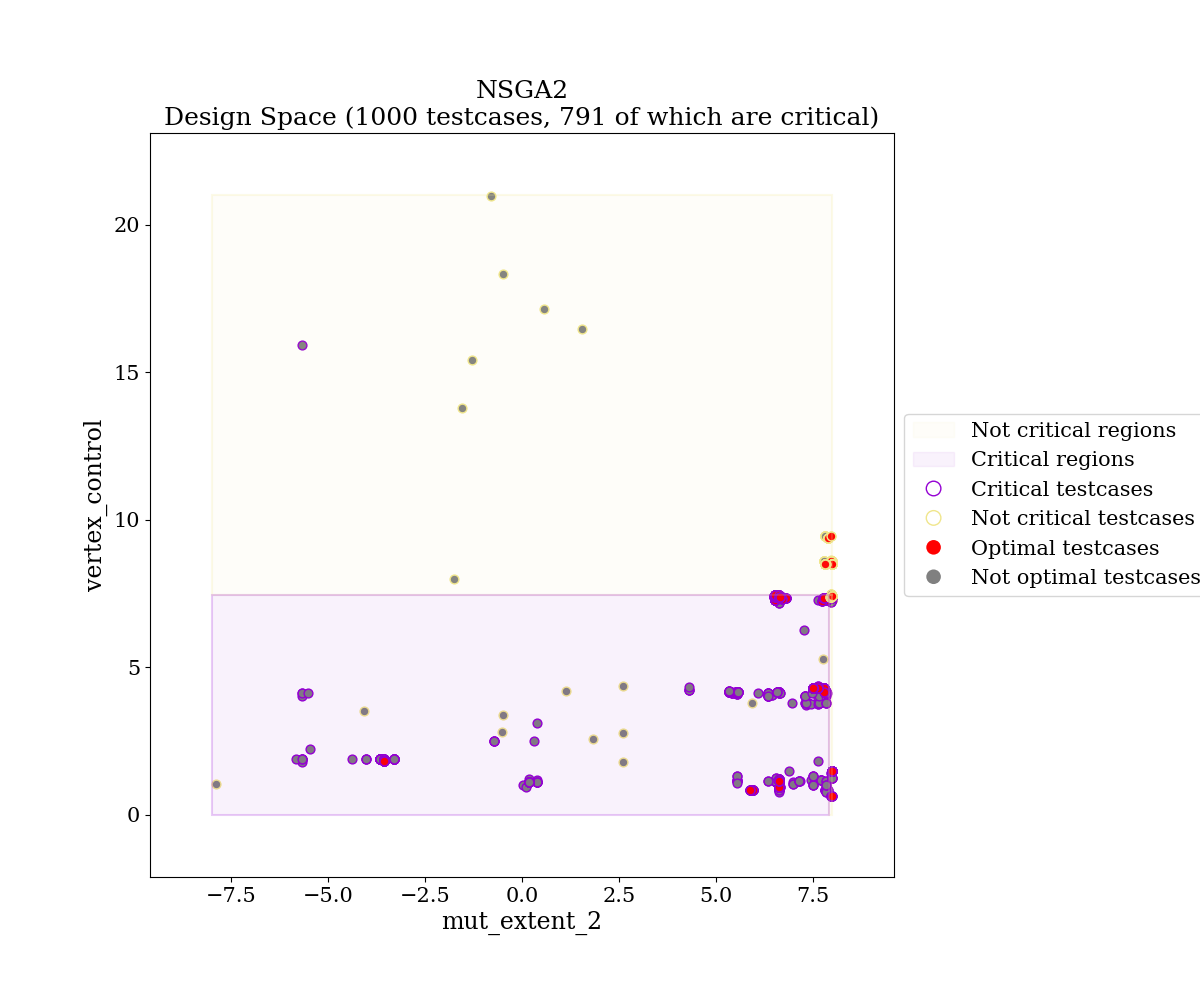 NSGA2
Design Space (1000 testcases, 791 of which are critical)
20
15
10
5
0
vertex_control
−7.5
−5.0
−2.5
0.0
2.5
5.0
7.5
mut_extent_2
Not critical regions
Critical regions
Critical testcases
Not critical testcases
Optimal testcases
Not optimal testcases